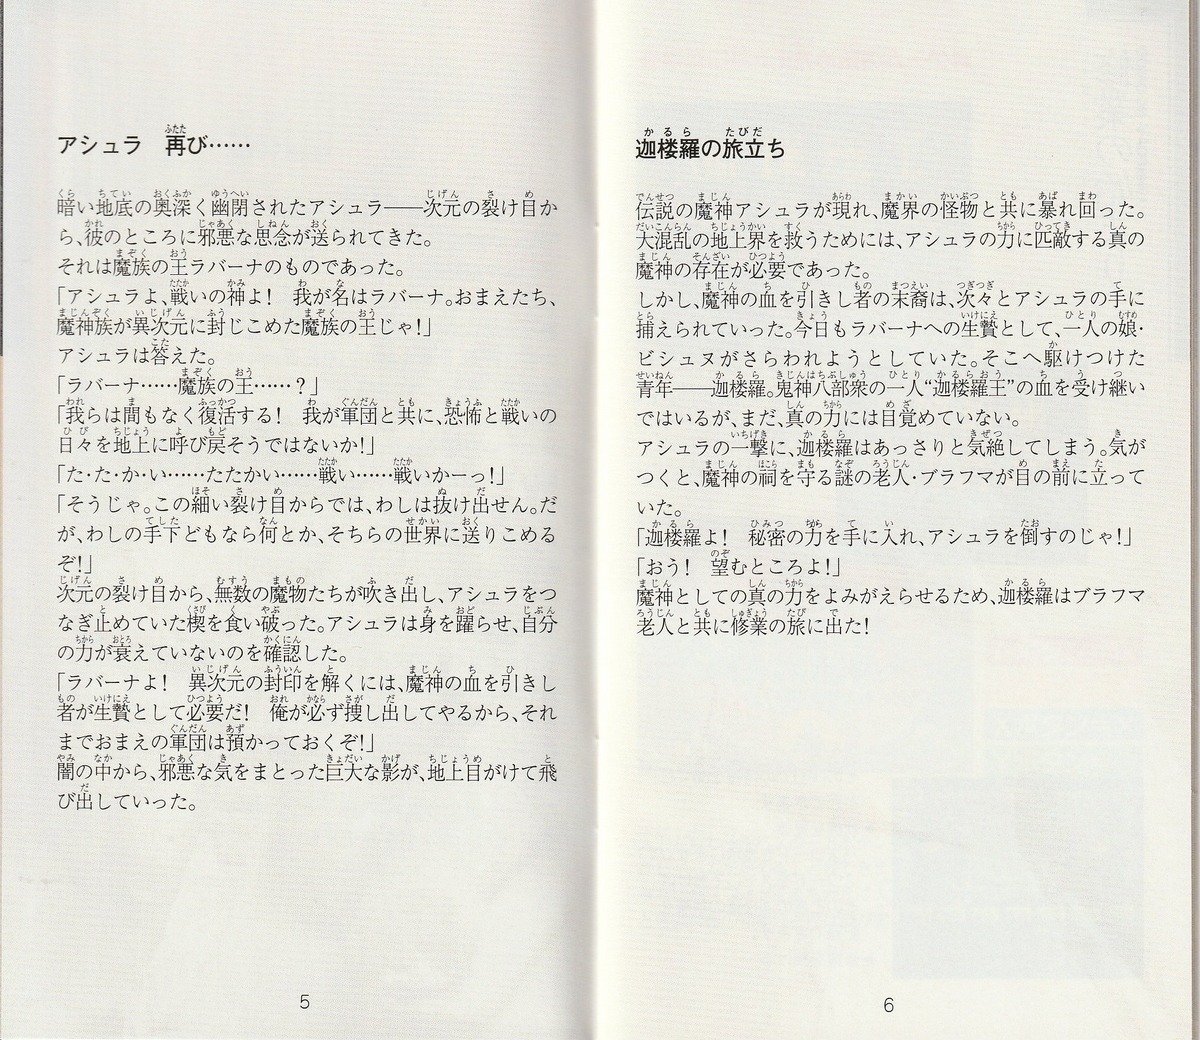 アシュラ　再び……
暗い地底の奥深く幽閉されたアシュラ――次元の裂け目か
ら、彼のところに邪悪な思念が送られてきた。
それは魔族の王ラバーナのものであった。
「アシュラよ、戦いの神よ!　我が名はラバーナ。おまえたち、
魔神族が異次元に封じこめた魔族の王じゃ!」
アシュラは答えた。
「ラバーナ……魔族の王……?」
「我らは間もなく復活する!　我が軍団と共に、恐怖と戦いの
日々を地上に呼び戻そうではないか!」
「た・た・か・い……たたかい……戦い……戦いかーっ!」
「そうじゃ。この細い裂け目からでは、わしは抜け出せん。だ
が、わしの手下どもなら何とか、そちらの世界に送りこめる
ぞ!」
次元の裂け目から、無数の魔物たちが吹き出し、アシュラをつ
なぎ止めていた楔を食い破った。アシュラは身を躍らせ、自分
の力が衰えていないのを確認した。
「ラバーナよ!　異次元の封印を解くには、魔神の血を引きし
者が生贄として必要だ!　俺が必ず捜し出してやるから、それ
までおまえの軍団は預かっておくぞ!」
闇の中から、邪悪な気をまとった巨大な影が、地上目がけて飛
び出していった。
5
迦楼羅の旅立ち
伝説の魔神アシュラが現れ、魔界の怪物と共に暴れ回った。
大混乱の地上界を救うためには、アシュラの力に匹敵する真の
魔神の存在が必要であった。
しかし、魔神の血を引きし者の末裔は、次々とアシュラの手に
捕えられていった。今日もラバーナへの生贄として、一人の娘・
ビシュヌがさらわれようとしていた。そこへ駆けつけた
青年――迦楼羅。鬼神八部衆の一人“迦楼羅王”の血を受け継い
ではいるが、まだ、真の力には目覚めていない。
アシュラの一撃に、迦楼羅はあっさりと気絶してしまう。気が
つくと、魔神の祠を守る謎の老人・ブラフマが目の前に立って
いた。
「迦楼羅よ!　秘密の力を手に入れ、アシュラを倒すのじゃ!」
「おう!　望むところよ!」
魔神としての真の力をよみがえらせるため、迦楼羅はブラフマ
老人と共に修業の旅に出た!
6